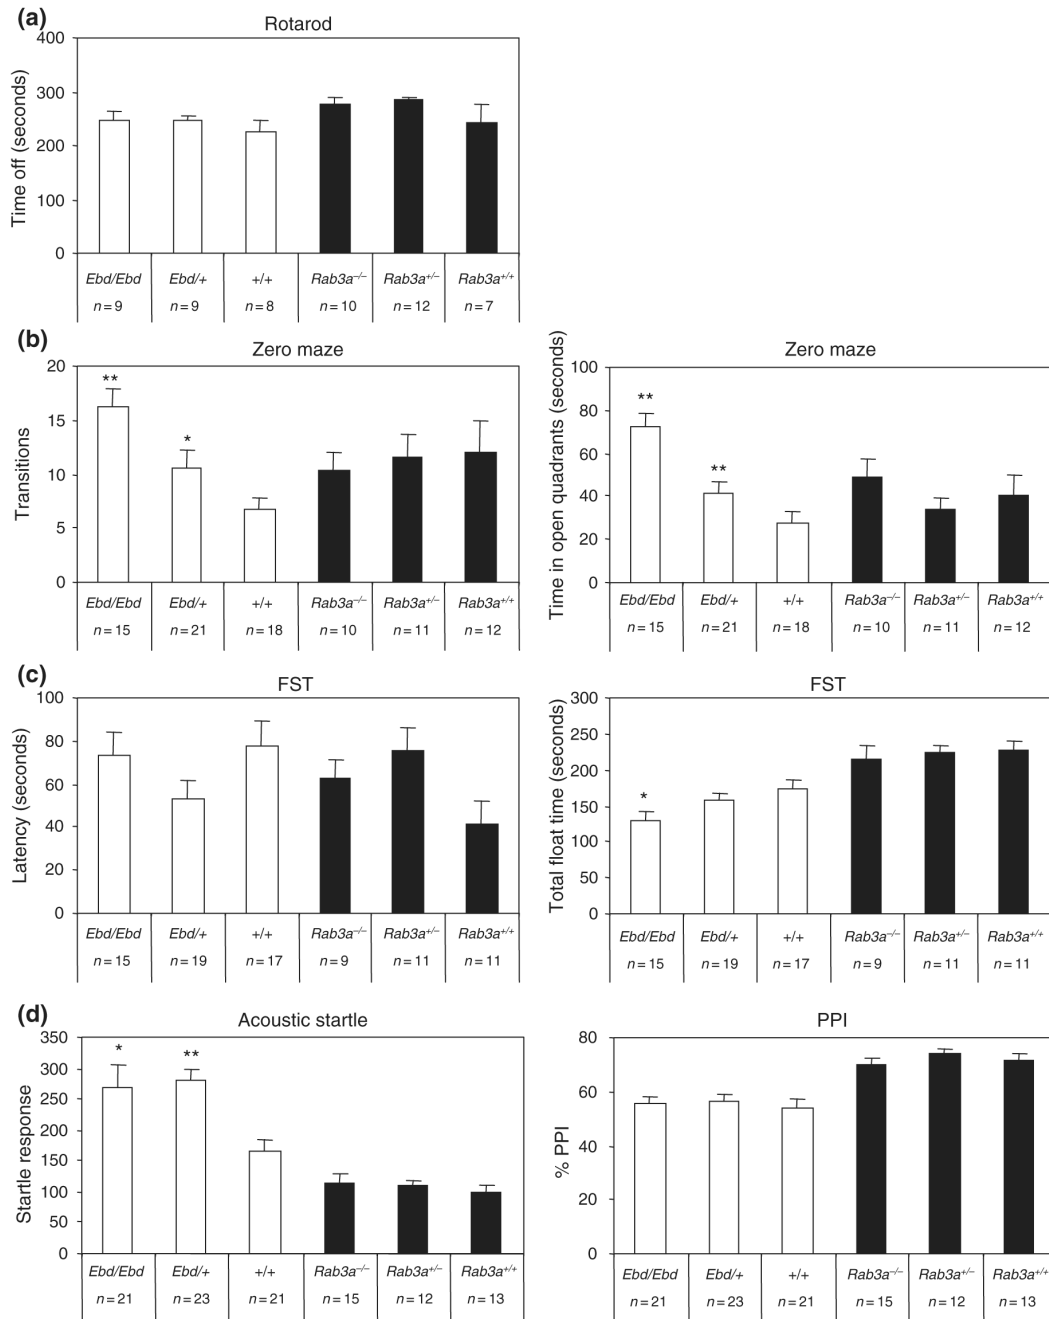 (a)
Rotarod
Time off (seconds)
400
300
200
100
0
Ebd/Ebd Ebd/+ +/+ Rab3a–/– Rab3a+/– Rab3a+/+
n=9 n=9 n=8 n=10 n=12 n=7
(b)
Zero maze
Transitions
20
15
10
5
0
** *
Ebd/Ebd Ebd/+ +/+ Rab3a–/– Rab3a+/– Rab3a+/+
n=15 n=21 n=18 n=10 n=11 n=12
Zero maze
Time in open quadrants (seconds)
100
80
60
40
20
0
** **
Ebd/Ebd Ebd/+ +/+ Rab3a–/– Rab3a+/– Rab3a+/+
n=15 n=21 n=18 n=10 n=11 n=12
(c)
FST
Latency (seconds)
100
80
60
40
20
0
Ebd/Ebd Ebd/+ +/+ Rab3a–/– Rab3a+/– Rab3a+/+
n=15 n=19 n=17 n=9 n=11 n=11
FST
Total float time (seconds)
300
250
200
150
100
50
0
*
Ebd/Ebd Ebd/+ +/+ Rab3a–/– Rab3a+/– Rab3a+/+
n=15 n=19 n=17 n=9 n=11 n=11
(d)
Acoustic startle
Startle response
350
300
250
200
150
100
50
0
* **
Ebd/Ebd Ebd/+ +/+ Rab3a–/– Rab3a+/– Rab3a+/+
n=21 n=23 n=21 n=15 n=12 n=13
PPI
% PPI
80
60
40
20
0
Ebd/Ebd Ebd/+ +/+ Rab3a–/– Rab3a+/– Rab3a+/+
n=21 n=23 n=21 n=15 n=12 n=13